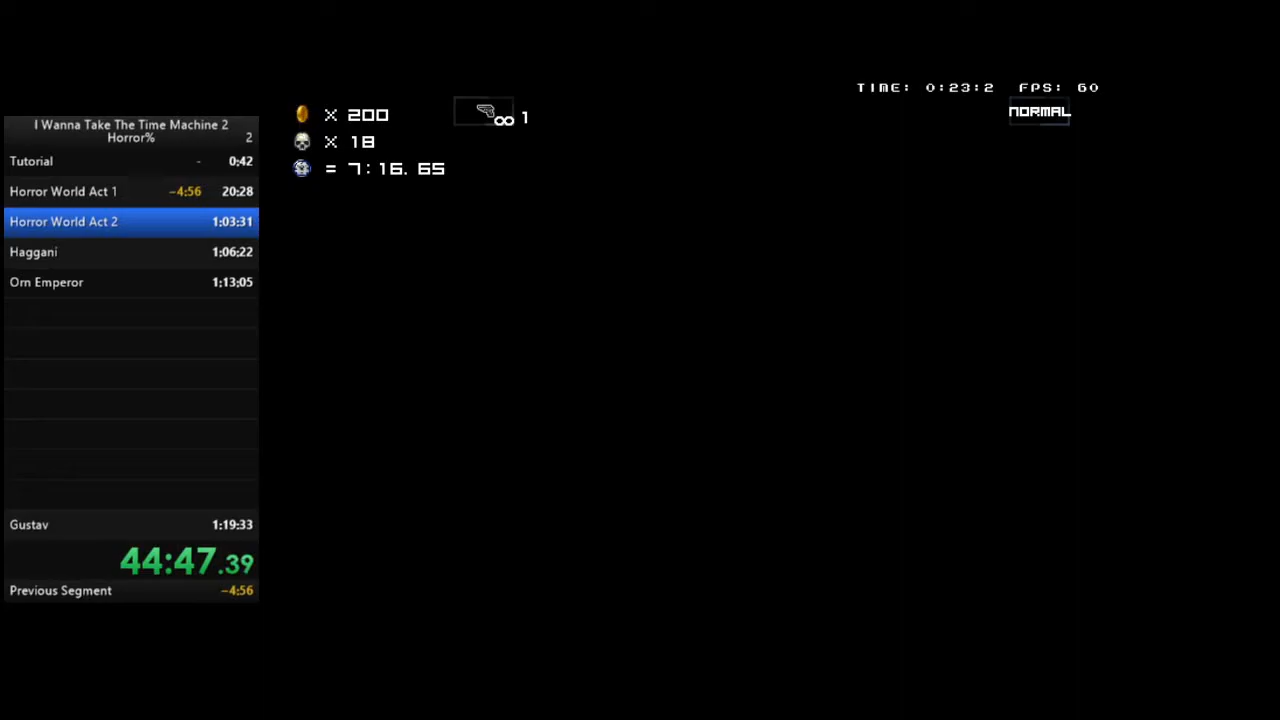 I Wanna Take The Time Machine 2
Horror% 2
Tutorial - 0:42
Horror World Act 1 -4:56 20:28
Horror World Act 2 1:03:31
Haggani 1:06:22
Orn Emperor 1:13:05
Gustav 1:19:33
44:47.39
Previous Segment -4:56
X 200
X 18
= 7:16.65
∞ 1
TIME: 0:23:2 FPS: 60
NORMAL